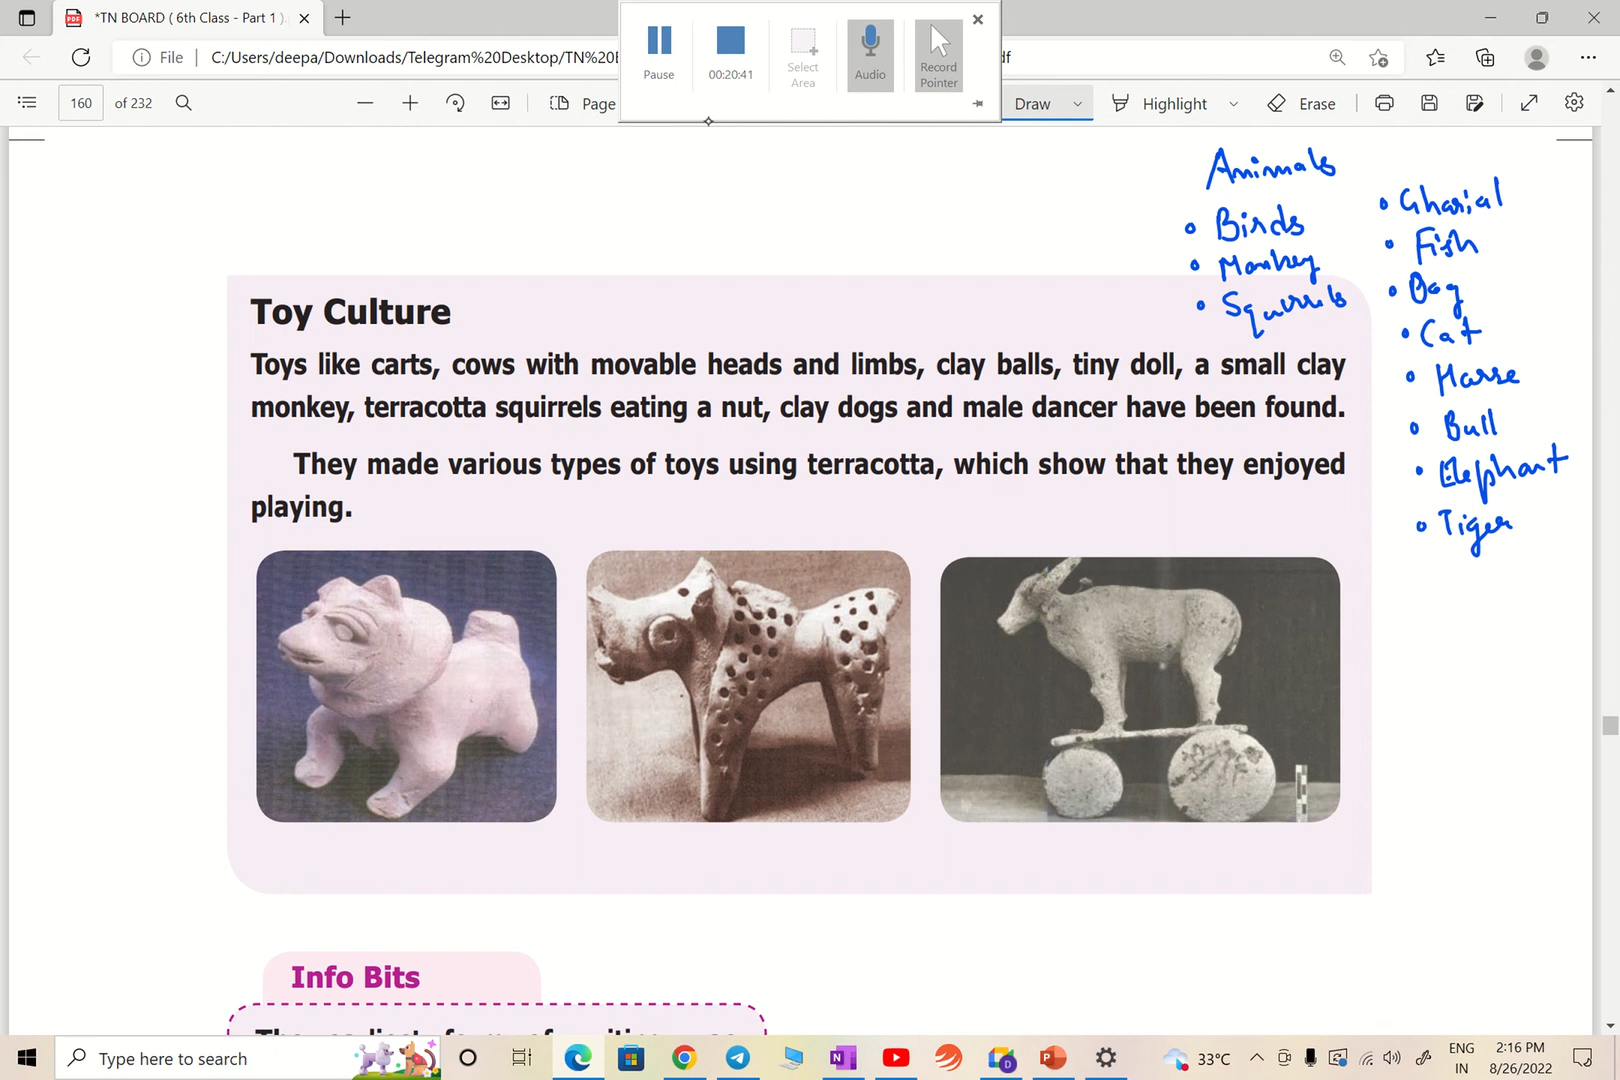 *TN BOARD ( 6th Class - Part 1 )
File
C:/Users/deepa/Downloads/Telegram%20Desktop/TN%20
df
Pause
00:20:41
Select Area
Audio
Record Pointer
160 of 232
Page
Draw
Highlight
Erase
Animals
Birds
Monkey
Squirrels
Gharial
Fish
Dog
Cat
Horse
Bull
Elephant
Tiger
Toy Culture
Toys like carts, cows with movable heads and limbs, clay balls, tiny doll, a small clay
monkey, terracotta squirrels eating a nut, clay dogs and male dancer have been found.
They made various types of toys using terracotta, which show that they enjoyed
playing.
Info Bits
Type here to search
33°C
ENG
IN
2:16 PM
8/26/2022